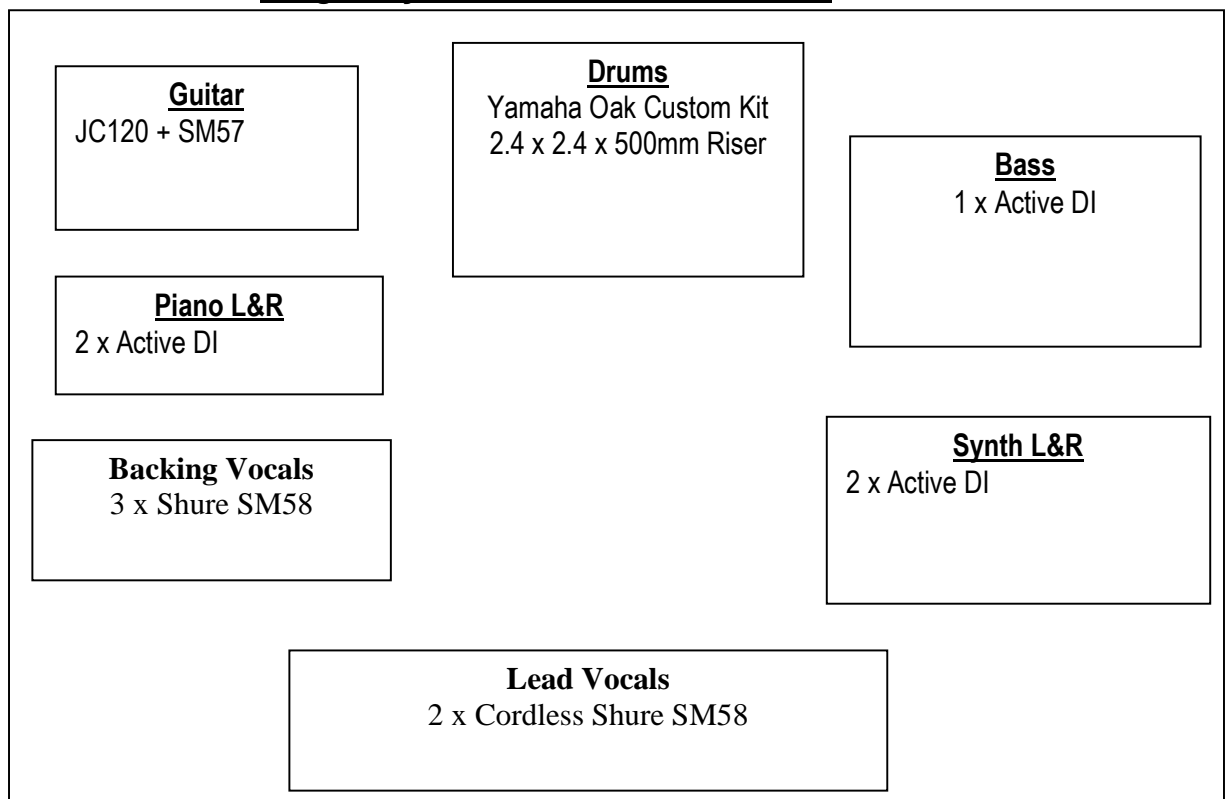 Guitar
JC120 + SM57
Drums
Yamaha Oak Custom Kit
2.4 x 2.4 x 500mm Riser
Bass
1 x Active DI
Piano L&R
2 x Active DI
Backing Vocals
3 x Shure SM58
Synth L&R
2 x Active DI
Lead Vocals
2 x Cordless Shure SM58